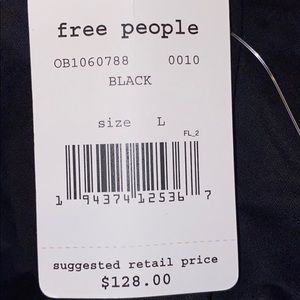 free people
OB1060788 0010
BLACK
size L
FL_2
1 94374 12536 7
suggested retail price
$128.00